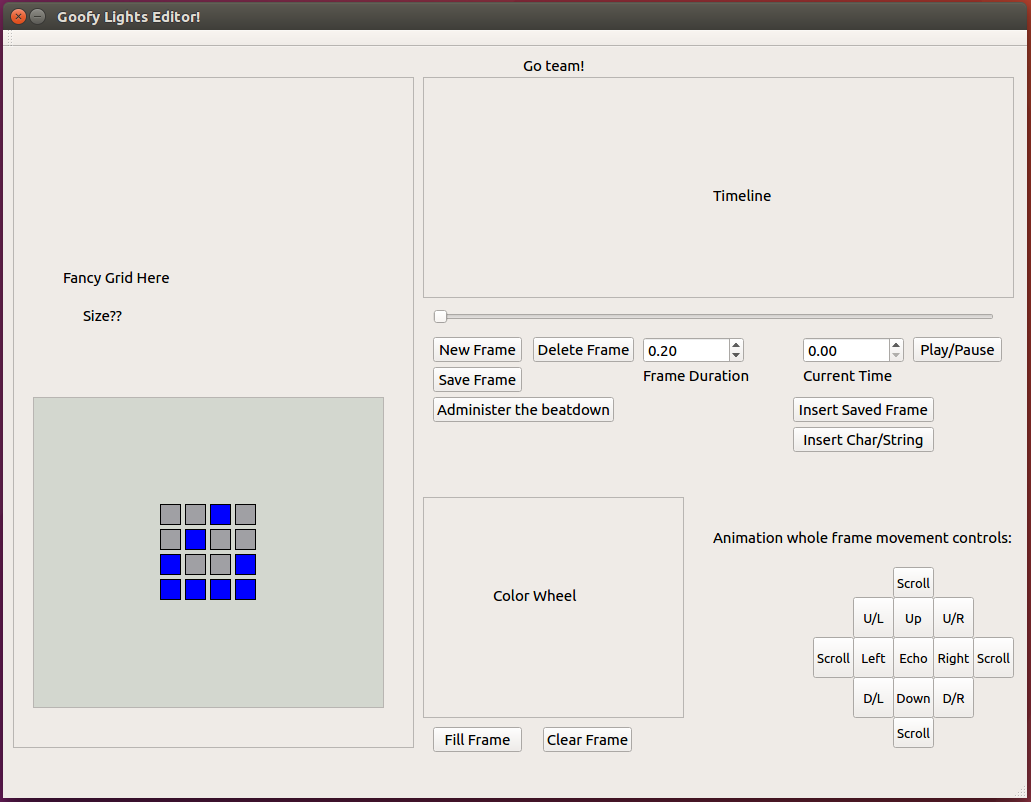 Goofy Lights Editor!
Go team!
Timeline
Fancy Grid Here
Size??
New Frame Delete Frame 0.20 0.00 Play/Pause
Save Frame Frame Duration Current Time
Administer the beatdown Insert Saved Frame
Insert Char/String
Animation whole frame movement controls:
Color Wheel
Scroll
U/L Up U/R
Scroll Left Echo Right Scroll
D/L Down D/R
Scroll
Fill Frame Clear Frame